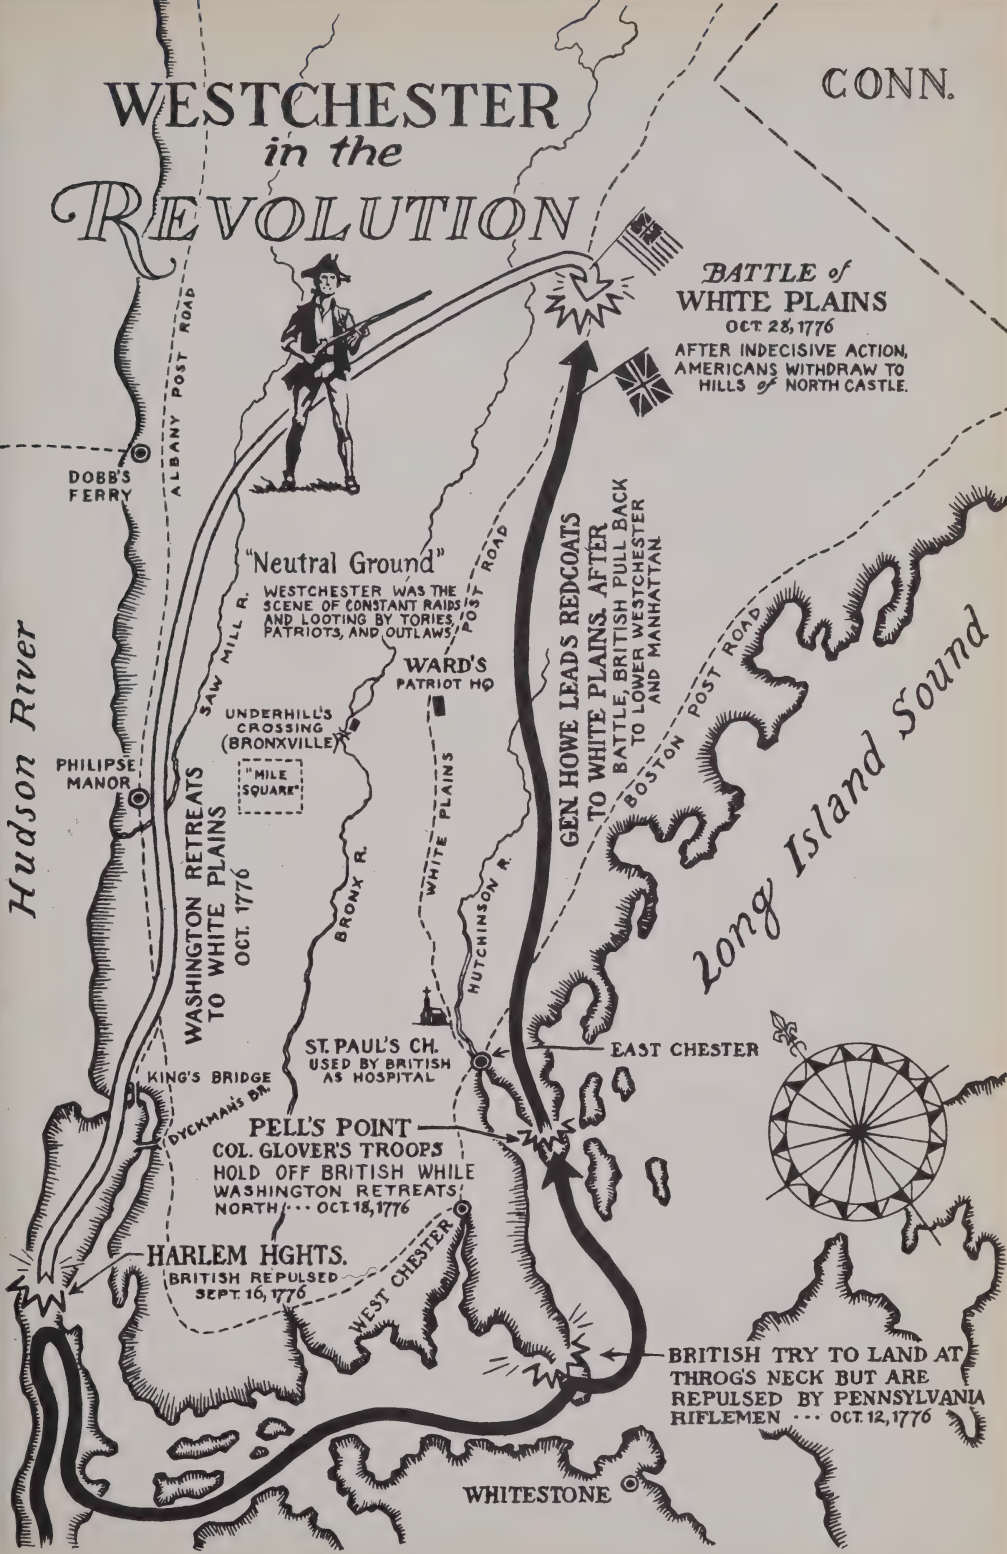 WESTCHESTER
in the
REVOLUTION
CONN.
ALBANY POST ROAD
BATTLE of
WHITE PLAINS
OCT. 28, 1776
AFTER INDECISIVE ACTION,
AMERICANS WITHDRAW TO
HILLS of NORTH CASTLE.
DOBB'S
FERRY
"Neutral Ground"
WESTCHESTER WAS THE
SCENE OF CONSTANT RAIDS
AND LOOTING BY TORIES,
PATRIOTS, AND OUTLAWS.
POST ROAD
SAW MILL R.
WARD'S
PATRIOT HQ
UNDERHILL'S
CROSSING
(BRONXVILLE)
"MILE
SQUARE"
PHILIPSE
MANOR
Hudson River
WASHINGTON RETREATS
TO WHITE PLAINS
OCT. 1776
BRONX R.
WHITE PLAINS
HUTCHINSON R.
GEN HOWE LEADS REDCOATS
TO WHITE PLAINS. AFTER
BATTLE, BRITISH PULL BACK
TO LOWER WESTCHESTER
AND MANHATTAN.
BOSTON POST ROAD
Long Island Sound
ST. PAUL'S CH.
USED BY BRITISH
AS HOSPITAL
EAST CHESTER
KING'S BRIDGE
DYCKMAN'S BR.
PELL'S POINT
COL. GLOVER'S TROOPS
HOLD OFF BRITISH WHILE
WASHINGTON RETREATS
NORTH ··· OCT. 18, 1776
HARLEM HGHTS.
BRITISH REPULSED
SEPT. 16, 1776
WEST CHESTER
BRITISH TRY TO LAND AT
THROG'S NECK BUT ARE
REPULSED BY PENNSYLVANIA
RIFLEMEN ··· OCT. 12, 1776
WHITESTONE